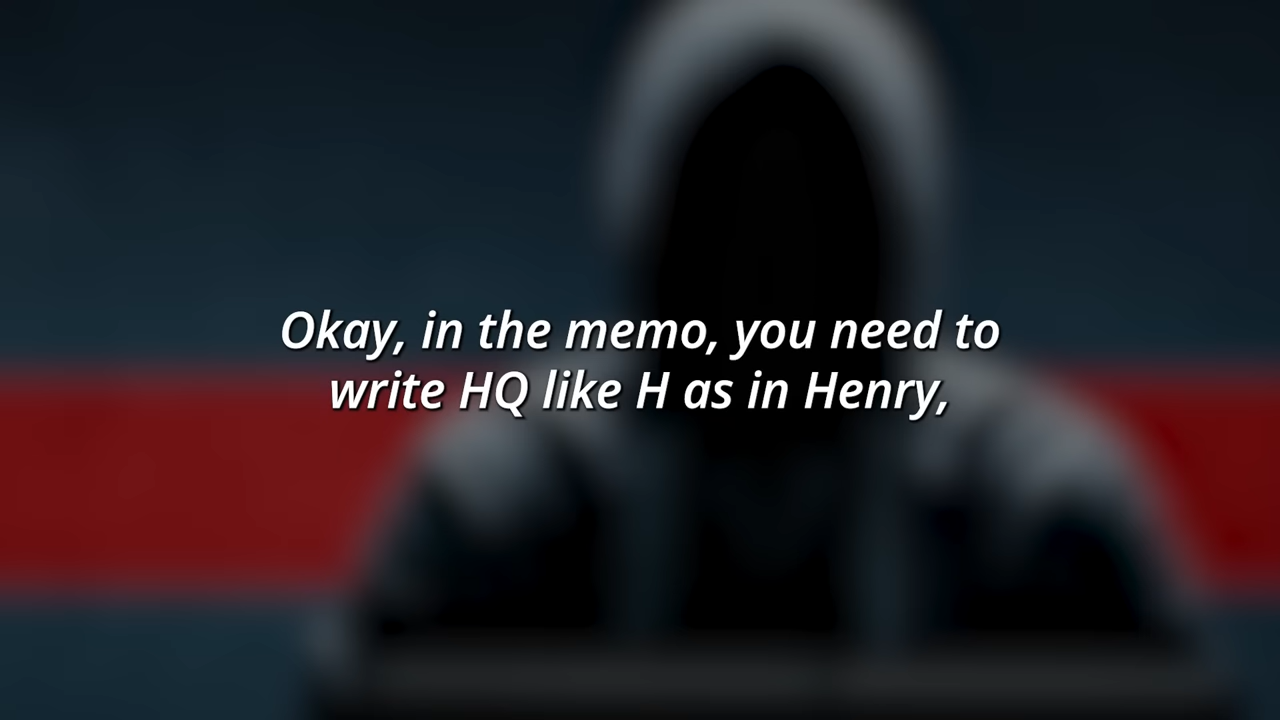 Okay, in the memo, you need to
write HQ like H as in Henry,